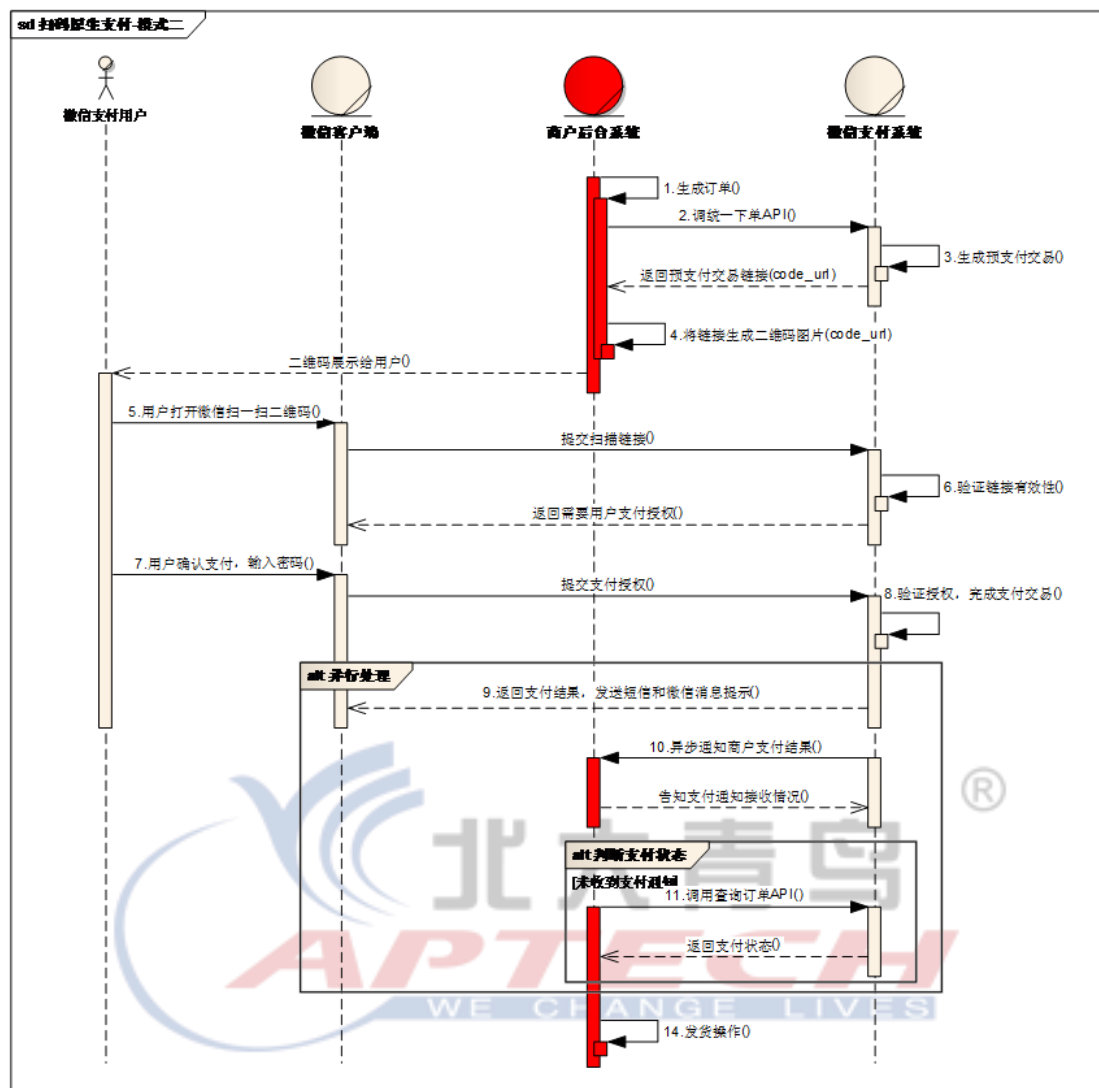 sd 扫码原生支付-模式二
微信支付用户
微信客户端
商户后台系统
微信支付系统
1.生成订单()
2.调统一下单API()
3.生成预支付交易()
返回预支付交易链接(code_url)
4.将链接生成二维码图片(code_url)
二维码展示给用户()
5.用户打开微信扫一扫二维码()
提交扫描链接()
6.验证链接有效性()
返回需要用户支付授权()
7.用户确认支付，输入密码()
提交支付授权()
8.验证授权，完成支付交易()
alt 并行处理
9.返回支付结果，发送短信和微信消息提示()
10.异步通知商户支付结果()
告知支付通知接收情况()
®
北大青鸟
alt 判断支付状态
[未收到支付通知]
11.调用查询订单API()
返回支付状态()
APTECH
WE CHANGE LIVES
14.发货操作()